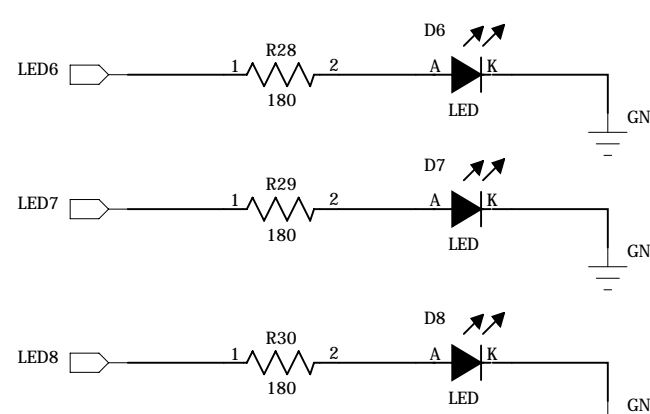 D6
R28
LED6 1 2 A K
180 LED GN
D7
R29
LED7 1 2 A K
180 LED GN
D8
R30
LED8 1 2 A K
180 LED GN